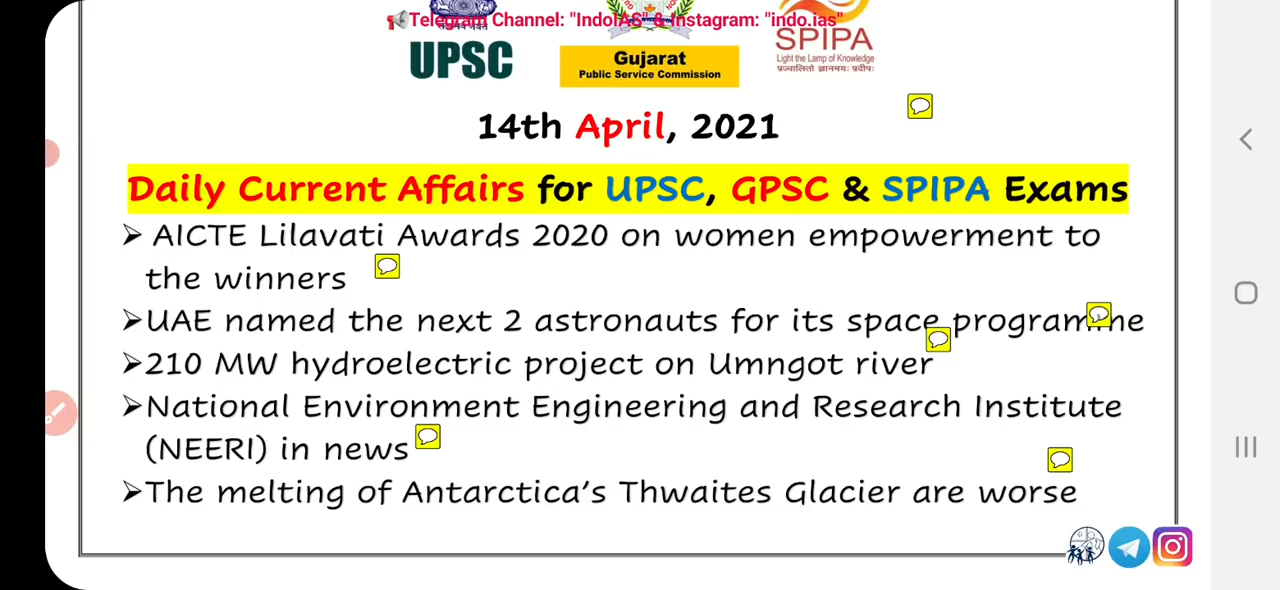 📢Telegram Channel: "IndoIAS" & Instagram: "indo.ias"
UPSC
Gujarat
Public Service Commission
SPIPA
Light the Lamp of Knowledge
प्रज्वालितो ज्ञानमयः प्रदीपः
14th April, 2021
Daily Current Affairs for UPSC, GPSC & SPIPA Exams
➢ AICTE Lilavati Awards 2020 on women empowerment to
the winners
➢UAE named the next 2 astronauts for its space programme
➢210 MW hydroelectric project on Umngot river
➢National Environment Engineering and Research Institute
(NEERI) in news
➢The melting of Antarctica’s Thwaites Glacier are worse